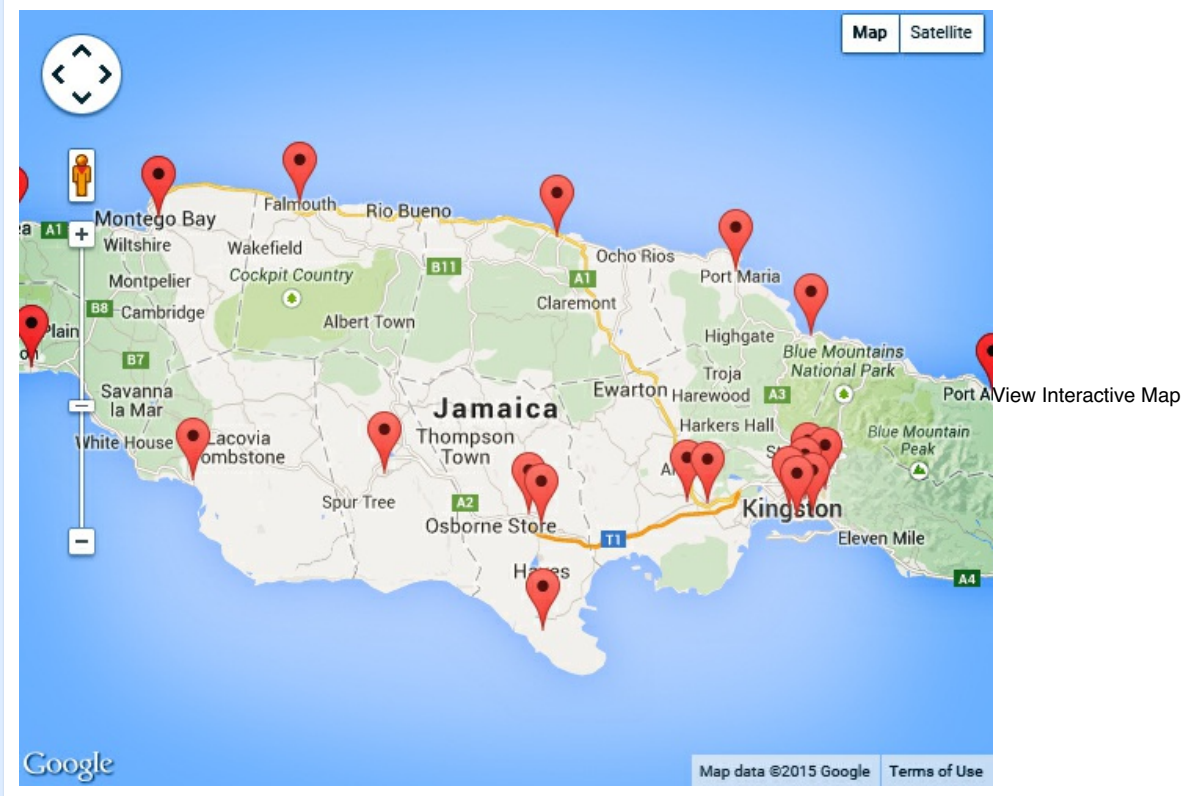 Map
Satellite
Falmouth
Rio Bueno
Montego Bay
A1
Wiltshire
Wakefield
Cockpit Country
B11
Ocho Rios
A1
Port Maria
Montpelier
B8
Cambridge
Claremont
Albert Town
Plain
Highgate
B7
Blue Mountains
National Park
Troja
Savanna
la Mar
Ewarton
Harewood
A3
Port A
View Interactive Map
Jamaica
White House
Lacovia
Thompson
Town
Harkers Hall
Blue Mountain
Peak
Spur Tree
A2
Osborne Store
Kingston
T1
Eleven Mile
A4
Google
Map data ©2015 Google
Terms of Use